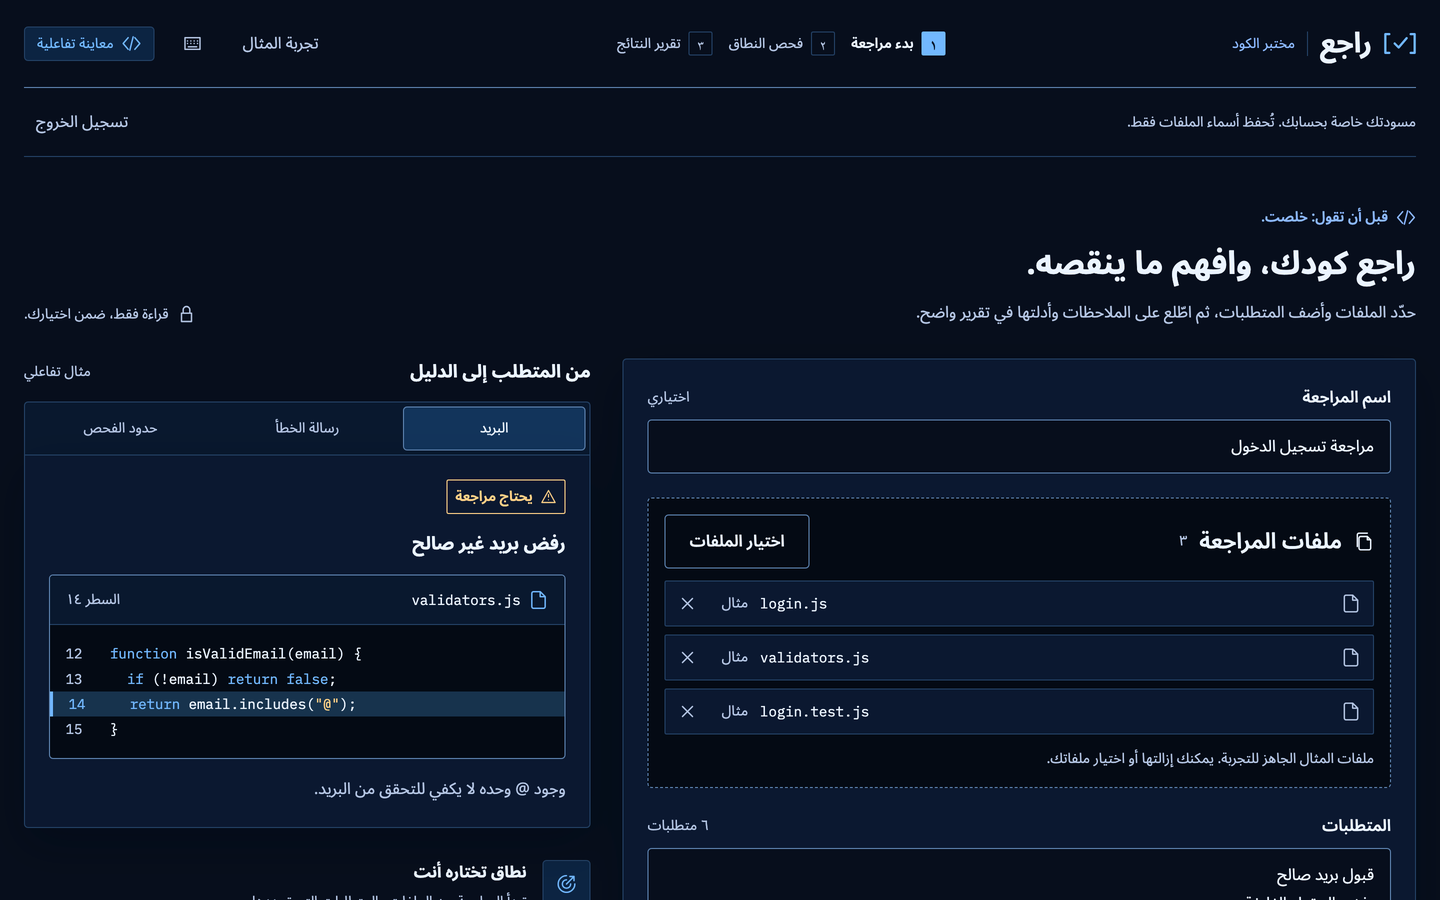 راجع
مختبر الكود
١ بدء مراجعة
٢ فحص النطاق
٣ تقرير النتائج
تجربة المثال
معاينة تفاعلية
مسودتك خاصة بحسابك. تُحفظ أسماء الملفات فقط.
تسجيل الخروج
قبل أن تقول: خلصت.
راجع كودك، وافهم ما ينقصه.
حدّد الملفات وأضف المتطلبات، ثم اطّلع على الملاحظات وأدلتها في تقرير واضح.
قراءة فقط، ضمن اختيارك.
اسم المراجعة
اختياري
مراجعة تسجيل الدخول
ملفات المراجعة ٣
اختيار الملفات
login.js مثال
validators.js مثال
login.test.js مثال
ملفات المثال الجاهز للتجربة. يمكنك إزالتها أو اختيار ملفاتك.
المتطلبات
٦ متطلبات
قبول بريد صالح
من المتطلب إلى الدليل
مثال تفاعلي
البريد
رسالة الخطأ
حدود الفحص
يحتاج مراجعة
رفض بريد غير صالح
validators.js
السطر ١٤
12 function isValidEmail(email) {
13 if (!email) return false;
14 return email.includes("@");
15 }
وجود @ وحده لا يكفي للتحقق من البريد.
نطاق تختاره أنت